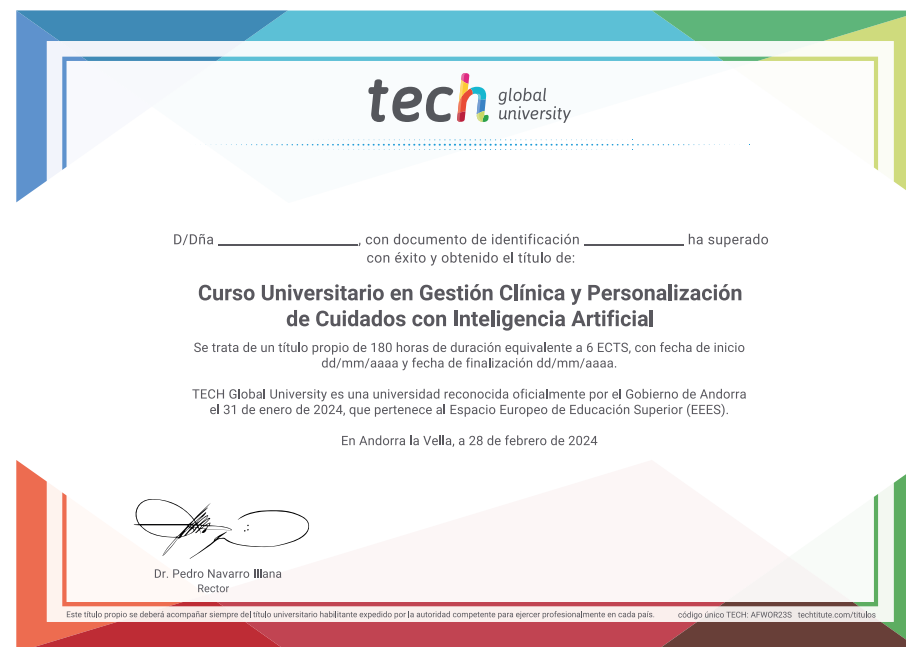 tech global university
D/Dña ____________________, con documento de identificación ______________ ha superado
con éxito y obtenido el título de:
Curso Universitario en Gestión Clínica y Personalización
de Cuidados con Inteligencia Artificial
Se trata de un título propio de 180 horas de duración equivalente a 6 ECTS, con fecha de inicio
dd/mm/aaaa y fecha de finalización dd/mm/aaaa.
TECH Global University es una universidad reconocida oficialmente por el Gobierno de Andorra
el 31 de enero de 2024, que pertenece al Espacio Europeo de Educación Superior (EEES).
En Andorra la Vella, a 28 de febrero de 2024
Dr. Pedro Navarro Illana
Rector
Este título propio se deberá acompañar siempre del título universitario habilitante expedido por la autoridad competente para ejercer profesionalmente en cada país. código único TECH: AFWOR23S techtitute.com/titulos